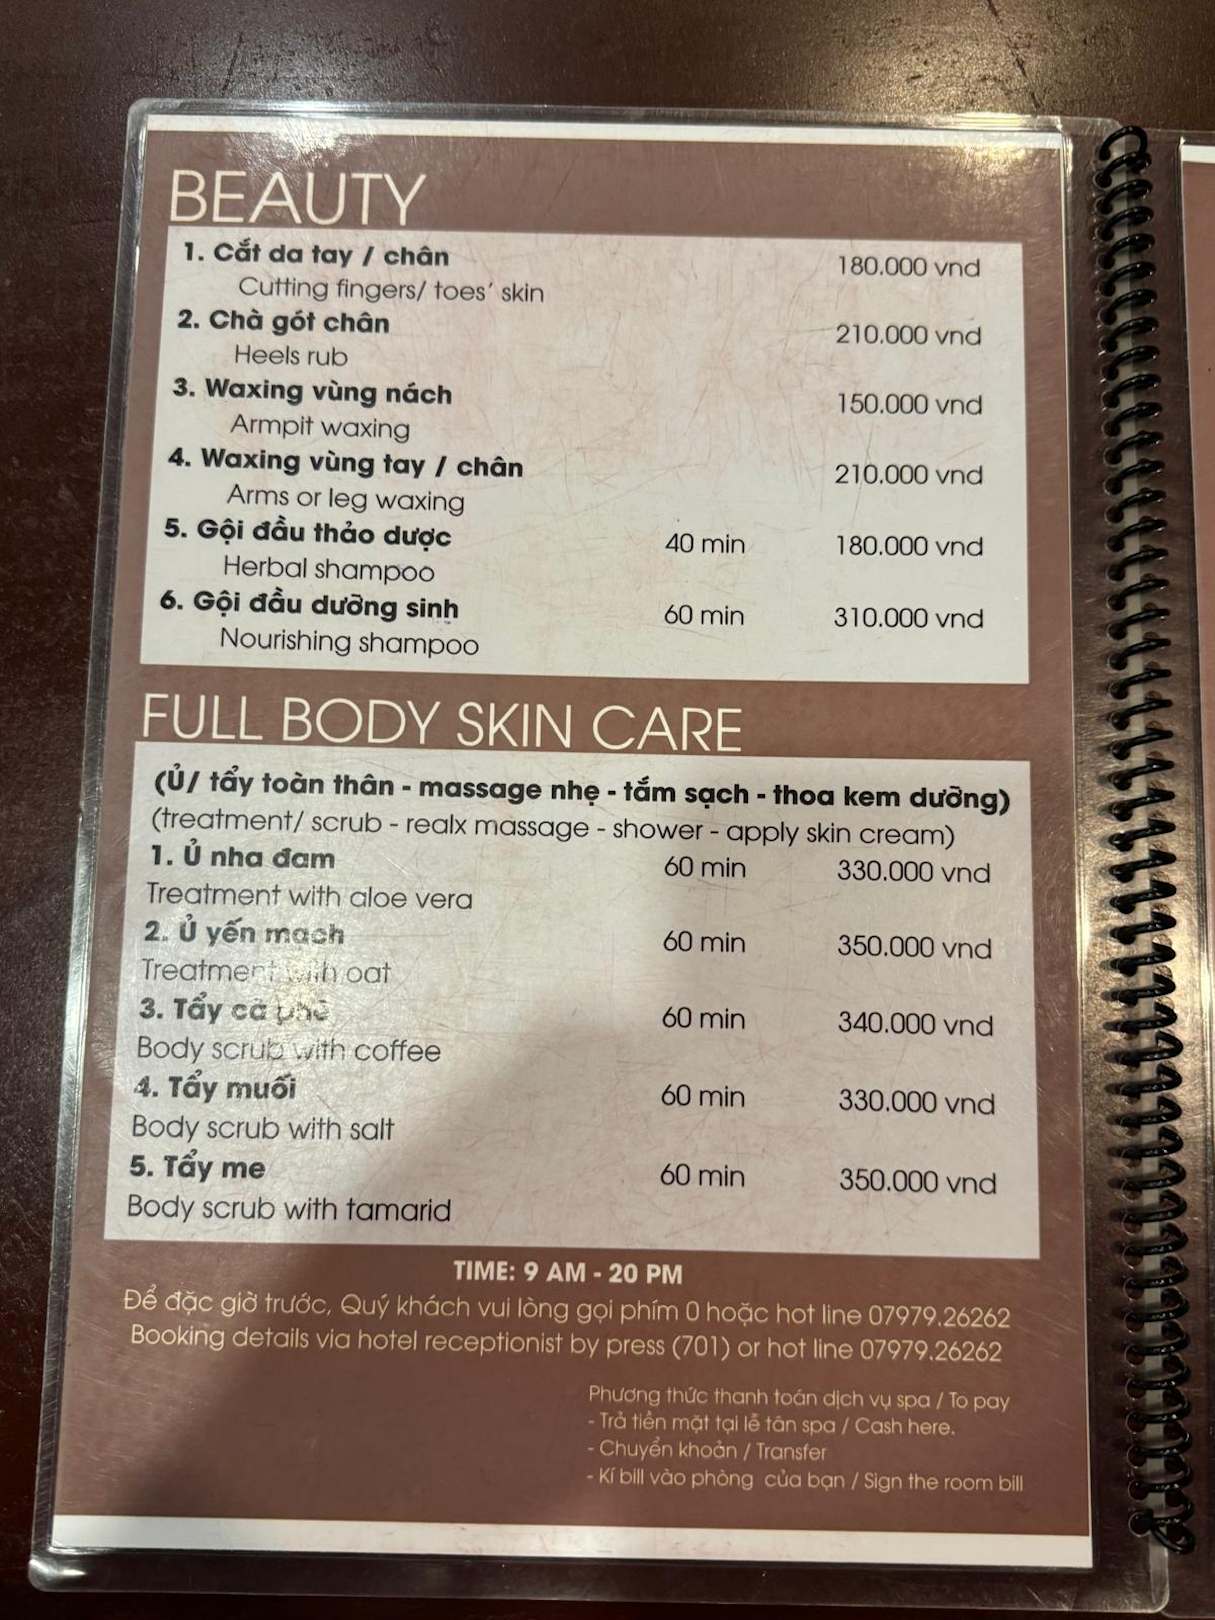 BEAUTY
1. Cắt da tay / chân
180.000 vnd
Cutting fingers/ toes' skin
2. Chà gót chân
210.000 vnd
Heels rub
3. Waxing vùng nách
150.000 vnd
Armpit waxing
4. Waxing vùng tay / chân
210.000 vnd
Arms or leg waxing
5. Gội đầu thảo dược 40 min 180.000 vnd
Herbal shampoo
6. Gội đầu dưỡng sinh 60 min 310.000 vnd
Nourishing shampoo
FULL BODY SKIN CARE
(Ủ/ tẩy toàn thân - massage nhẹ - tắm sạch - thoa kem dưỡng)
(treatment/ scrub - realx massage - shower - apply skin cream)
1. Ủ nha đam 60 min 330.000 vnd
Treatment with aloe vera
2. Ủ yến mạch 60 min 350.000 vnd
Treatment with oat
3. Tẩy cà phê 60 min 340.000 vnd
Body scrub with coffee
4. Tẩy muối 60 min 330.000 vnd
Body scrub with salt
5. Tẩy me 60 min 350.000 vnd
Body scrub with tamarid
TIME: 9 AM - 20 PM
Để đặc giờ trước, Quý khách vui lòng gọi phím 0 hoặc hot line 07979.26262
Booking details via hotel receptionist by press (701) or hot line 07979.26262
Phương thức thanh toán dịch vụ spa / To pay
- Trả tiền mặt tại lễ tân spa / Cash here.
- Chuyển khoản / Transfer
- Kí bill vào phòng của bạn / Sign the room bill